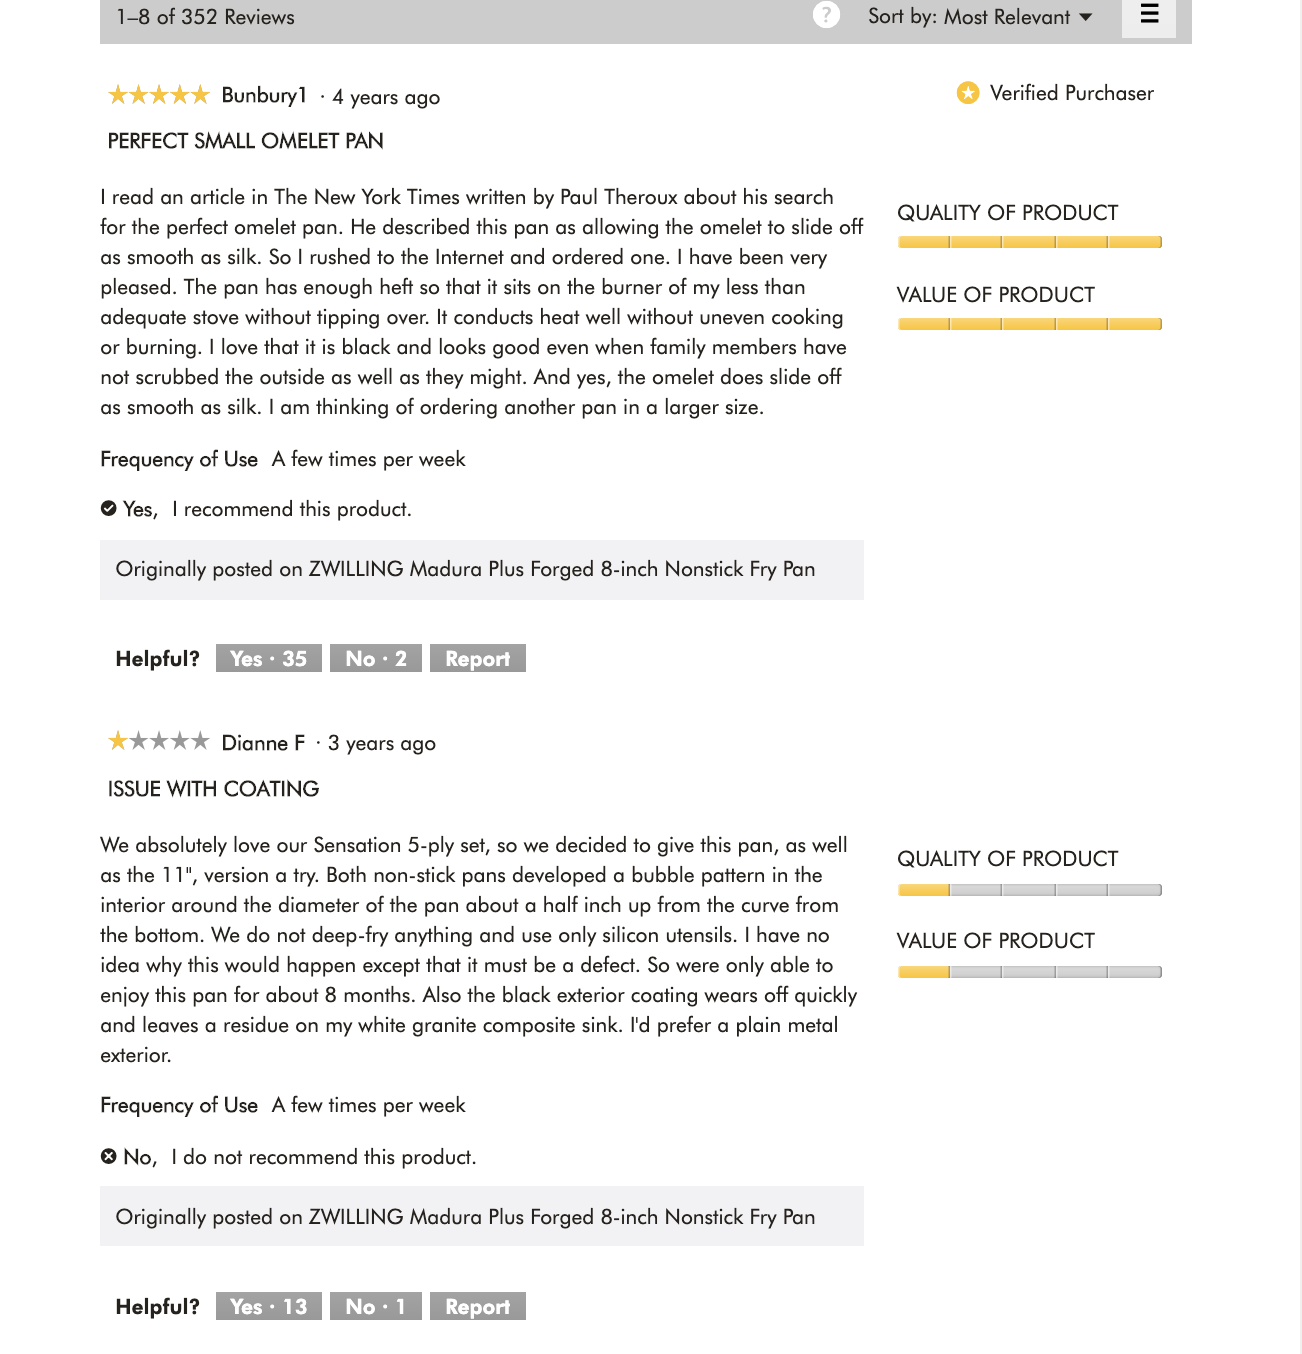 1–8 of 352 Reviews
?
Sort by: Most Relevant
Bunbury1 · 4 years ago
Verified Purchaser
PERFECT SMALL OMELET PAN
I read an article in The New York Times written by Paul Theroux about his search
for the perfect omelet pan. He described this pan as allowing the omelet to slide off
as smooth as silk. So I rushed to the Internet and ordered one. I have been very
pleased. The pan has enough heft so that it sits on the burner of my less than
adequate stove without tipping over. It conducts heat well without uneven cooking
or burning. I love that it is black and looks good even when family members have
not scrubbed the outside as well as they might. And yes, the omelet does slide off
as smooth as silk. I am thinking of ordering another pan in a larger size.
QUALITY OF PRODUCT
VALUE OF PRODUCT
Frequency of Use A few times per week
Yes, I recommend this product.
Originally posted on ZWILLING Madura Plus Forged 8-inch Nonstick Fry Pan
Helpful? Yes · 35 No · 2 Report
Dianne F · 3 years ago
ISSUE WITH COATING
We absolutely love our Sensation 5-ply set, so we decided to give this pan, as well
as the 11", version a try. Both non-stick pans developed a bubble pattern in the
interior around the diameter of the pan about a half inch up from the curve from
the bottom. We do not deep-fry anything and use only silicon utensils. I have no
idea why this would happen except that it must be a defect. So were only able to
enjoy this pan for about 8 months. Also the black exterior coating wears off quickly
and leaves a residue on my white granite composite sink. I'd prefer a plain metal
exterior.
QUALITY OF PRODUCT
VALUE OF PRODUCT
Frequency of Use A few times per week
No, I do not recommend this product.
Originally posted on ZWILLING Madura Plus Forged 8-inch Nonstick Fry Pan
Helpful? Yes · 13 No · 1 Report